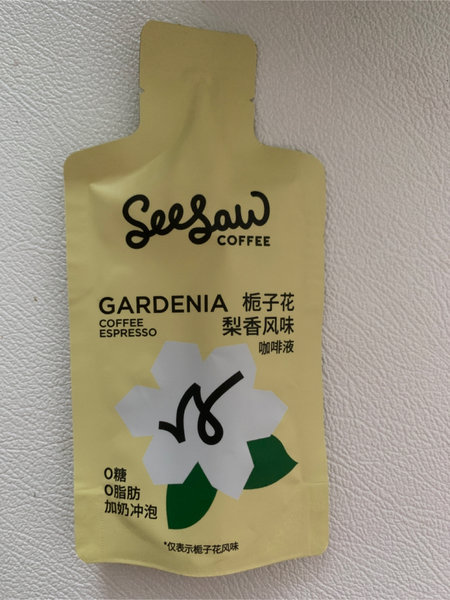 SeeSaw
COFFEE
GARDENIA
COFFEE
ESPRESSO
栀子花
梨香风味
咖啡液
0糖
0脂肪
加奶冲泡
*仅表示栀子花风味